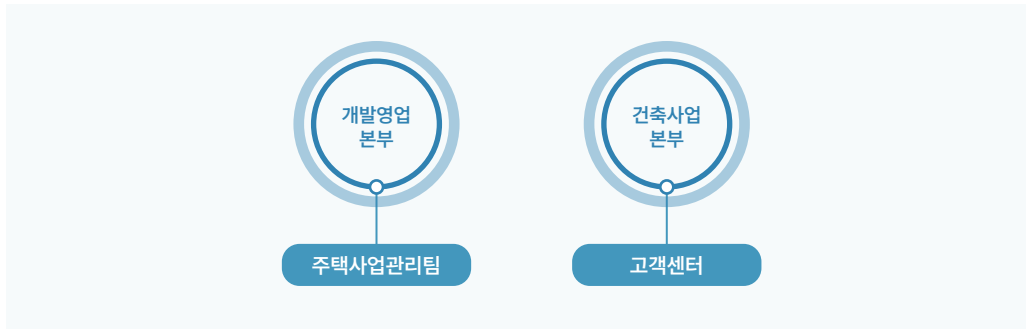 개발영업
본부
건축사업
본부
주택사업관리팀
고객센터